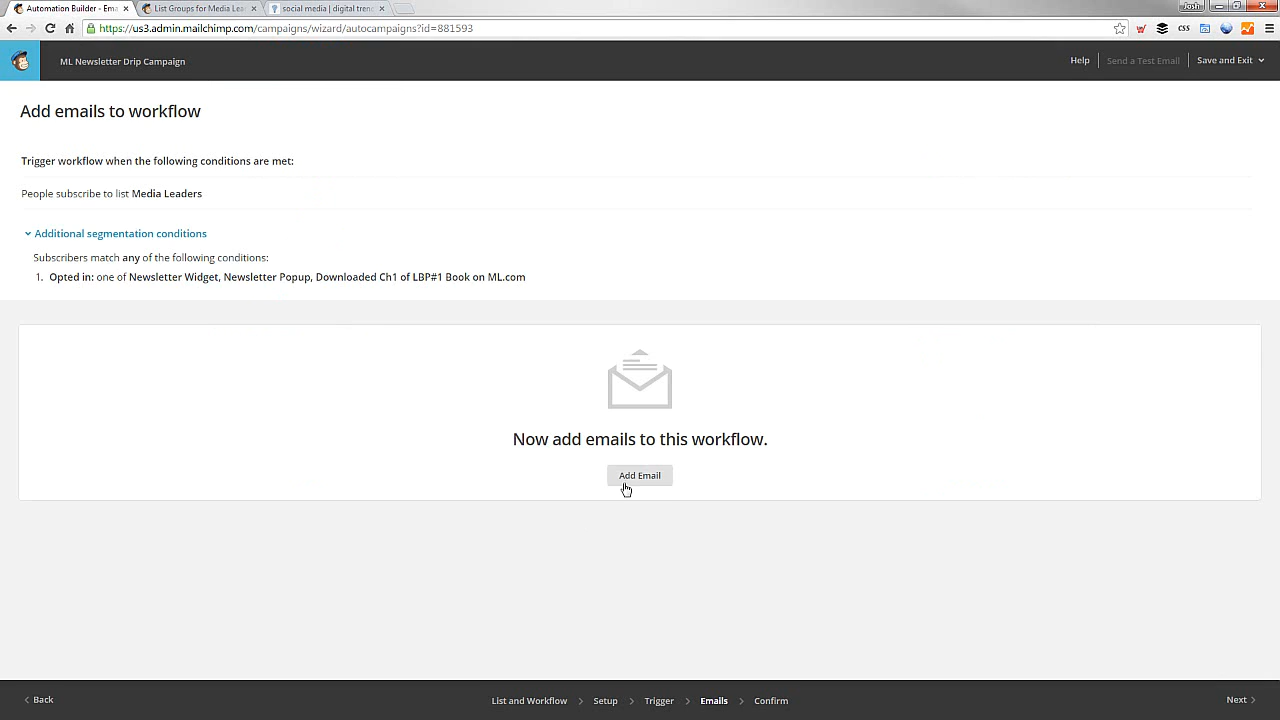 Automation Builder - Ema
List Groups for Media Lea
social media | digital tren
Josh
https://us3.admin.mailchimp.com/campaigns/wizard/autocampaigns?id=881593
css
ML Newsletter Drip Campaign
Help
Send a Test Email
Save and Exit
Add emails to workflow
Trigger workflow when the following conditions are met:
People subscribe to list Media Leaders
Additional segmentation conditions
Subscribers match any of the following conditions:
1. Opted in: one of Newsletter Widget, Newsletter Popup, Downloaded Ch1 of LBP#1 Book on ML.com
Now add emails to this workflow.
Add Email
Back
List and Workflow
Setup
Trigger
Emails
Confirm
Next